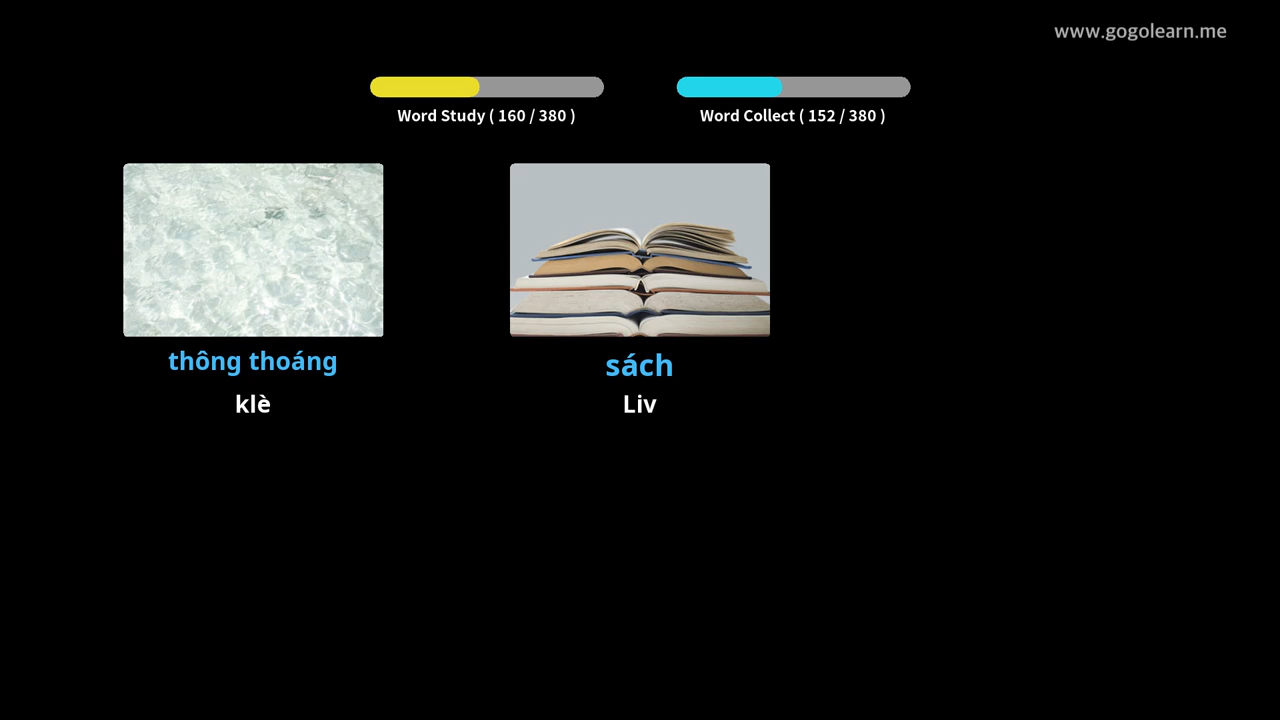 www.gogolearn.me
Word Study ( 160 / 380 )
Word Collect ( 152 / 380 )
thông thoáng
klè
sách
Liv